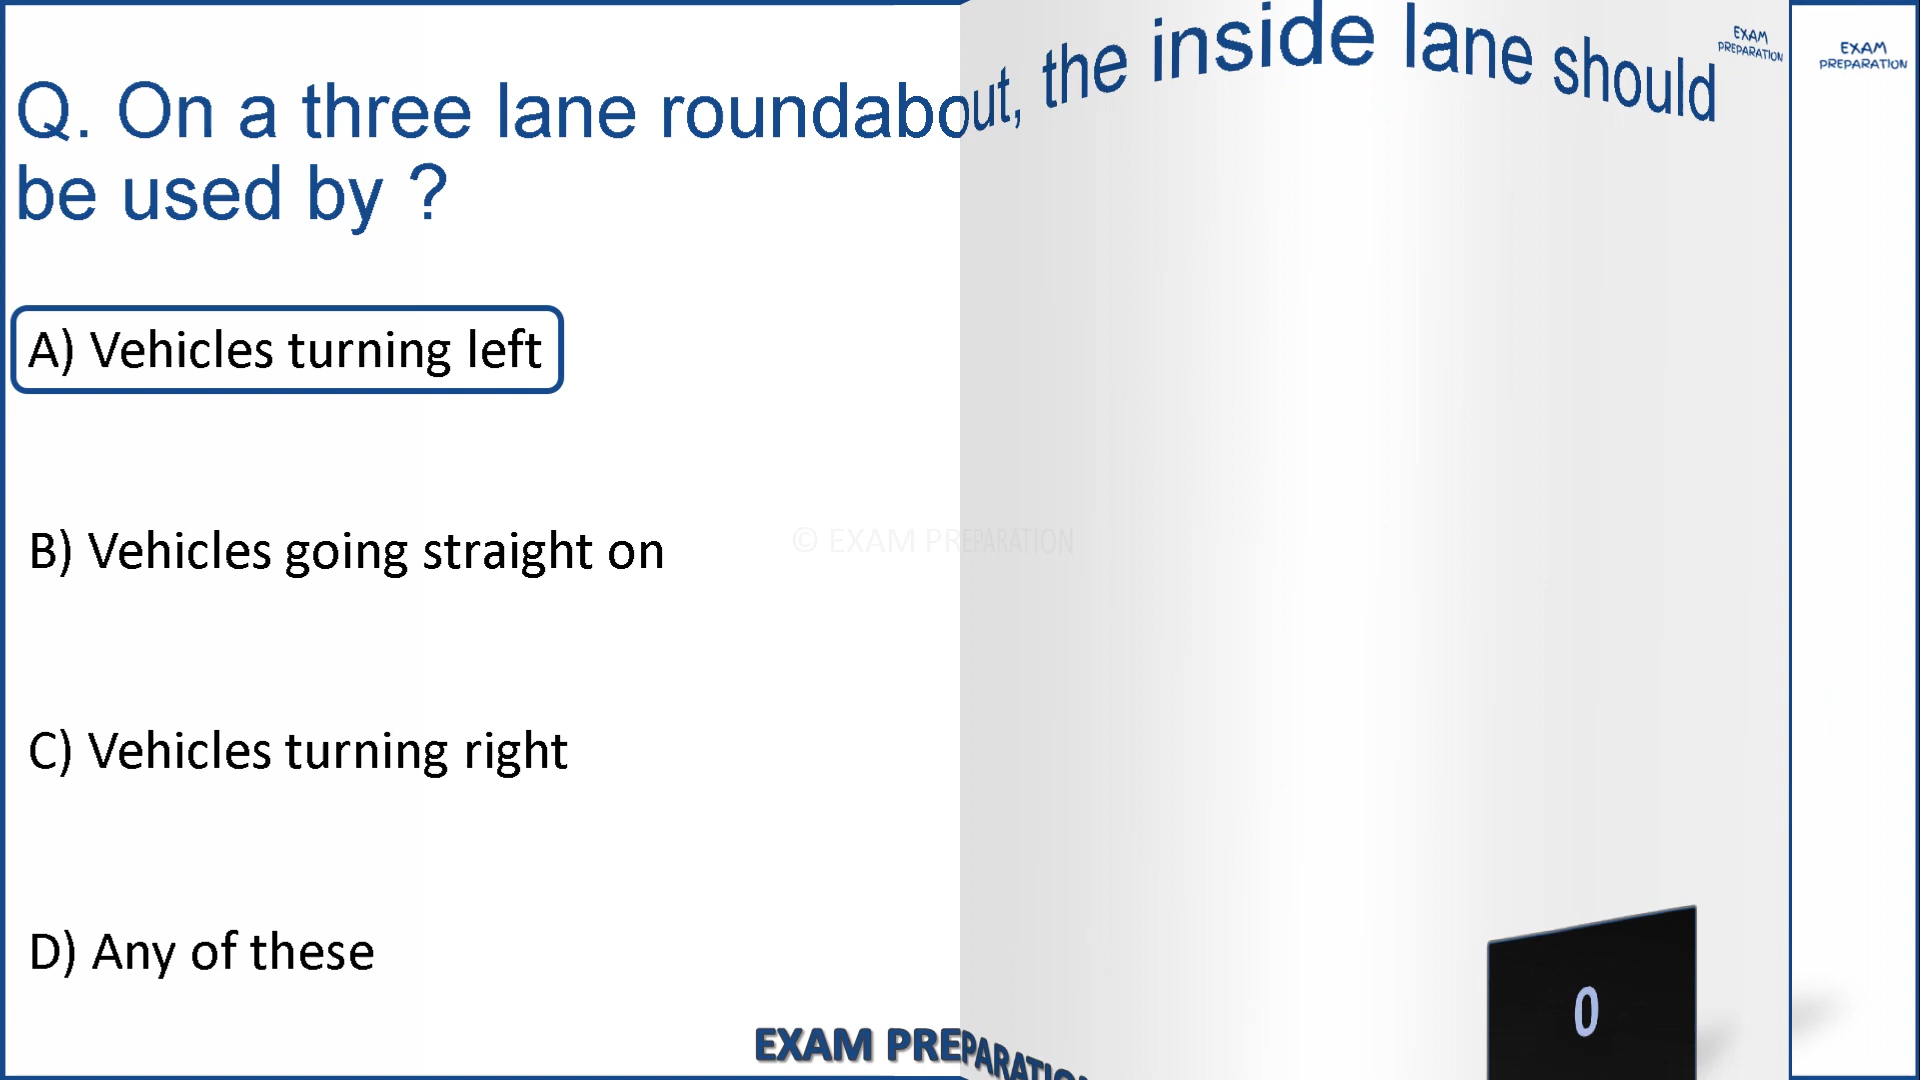 Q. On a three lane roundabout, the inside lane should
be used by ?
EXAM
PREPARATION
EXAM
PREPARATION
A) Vehicles turning left
B) Vehicles going straight on
© EXAM PREPARATION
C) Vehicles turning right
D) Any of these
0
EXAM PREPARATIO